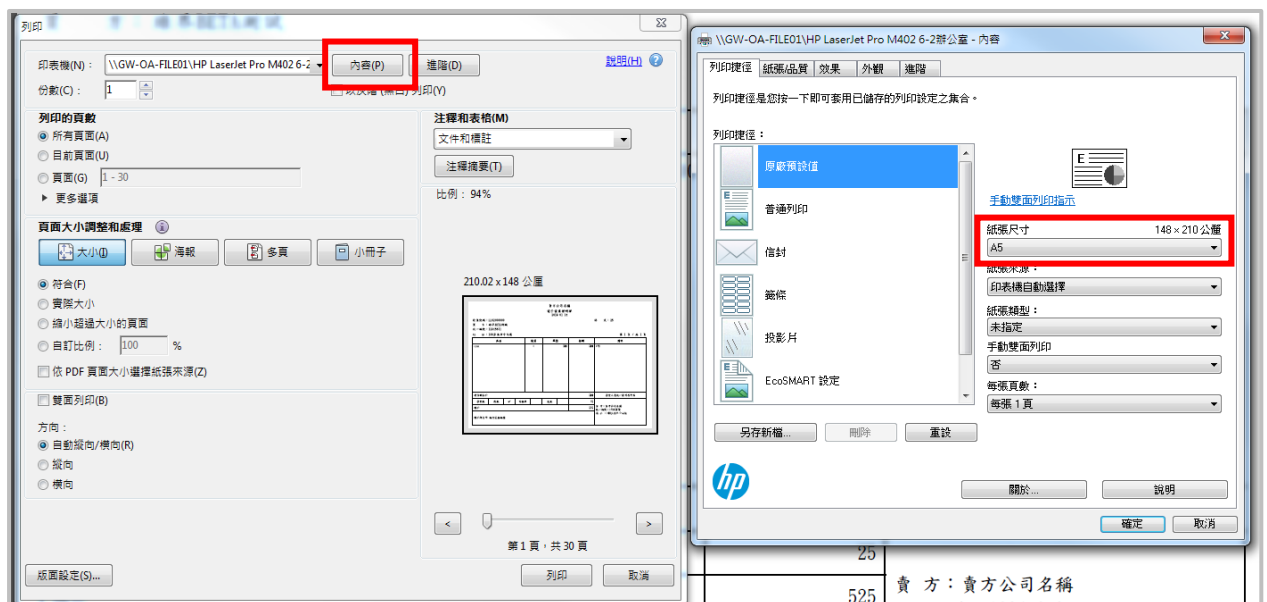 列印
印表機(N)：
\\GW-OA-FILE01\HP LaserJet Pro M402 6-2
內容(P)
進階(D)
說明(H)
份數(C)：
1
列印(Y)
列印的頁數
所有頁面(A)
目前頁面(U)
頁面(G)
1 - 30
更多選項
頁面大小調整和處理
大小(I)
海報
多頁
小冊子
符合(F)
實際大小
縮小超過大小的頁面
自訂比例：
100
%
依 PDF 頁面大小選擇紙張來源(Z)
雙面列印(B)
方向：
自動縱向/橫向(R)
縱向
橫向
注釋和表格(M)
文件和標註
注釋摘要(T)
比例： 94%
210.02 x 148 公厘
<
>
第 1 頁，共 30 頁
版面設定(S)...
列印
取消
\\GW-OA-FILE01\HP LaserJet Pro M402 6-2辦公室 - 內容
列印捷徑
紙張/品質
效果
外觀
進階
列印捷徑是您按一下即可套用已儲存的列印設定之集合。
列印捷徑：
原廠預設值
普通列印
信封
籤條
投影片
EcoSMART 設定
另存新檔...
刪除
重設
E
手動雙面列印指示
紙張尺寸
148 × 210 公釐
A5
紙張來源：
印表機自動選擇
紙張類型：
未指定
手動雙面列印
否
每張頁數：
每張 1 頁
hp
關於...
說明
確定
取消
25
525
賣 方：賣方公司名稱